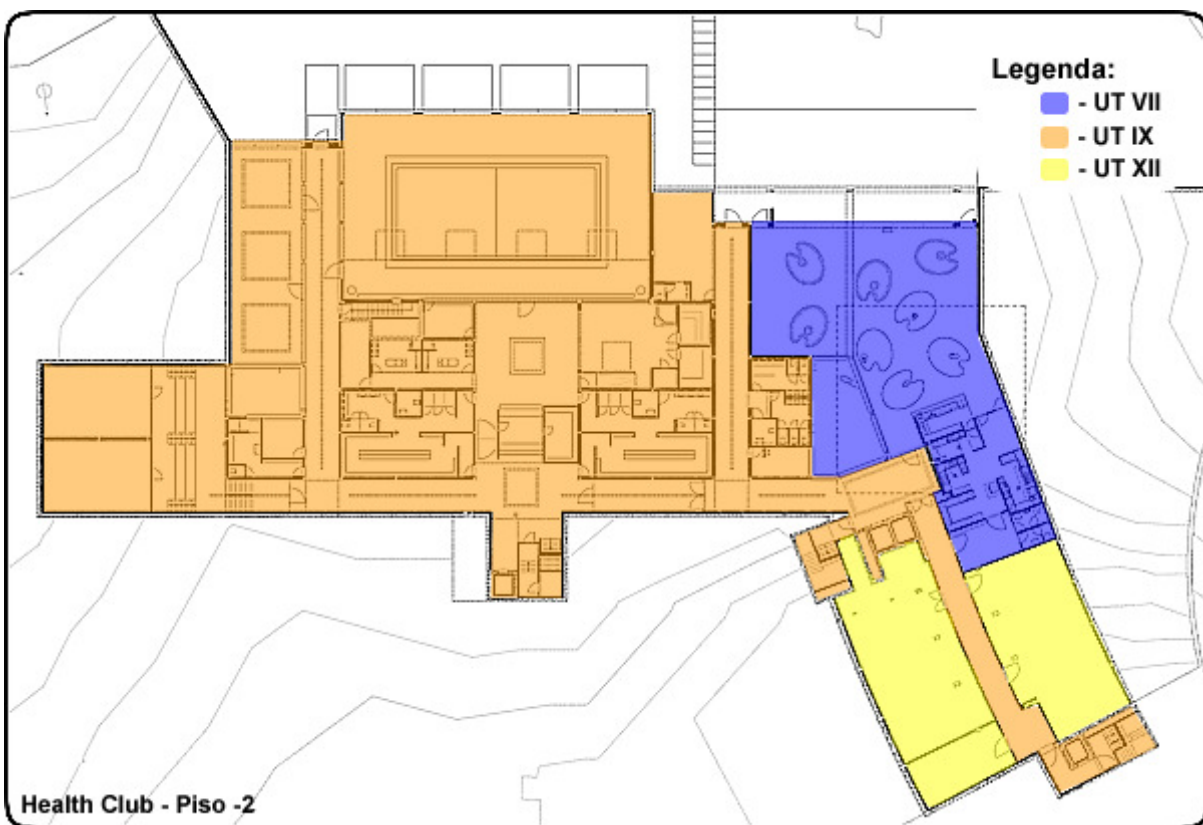 Legenda:
- UT VII
- UT IX
- UT XII
Health Club - Piso -2